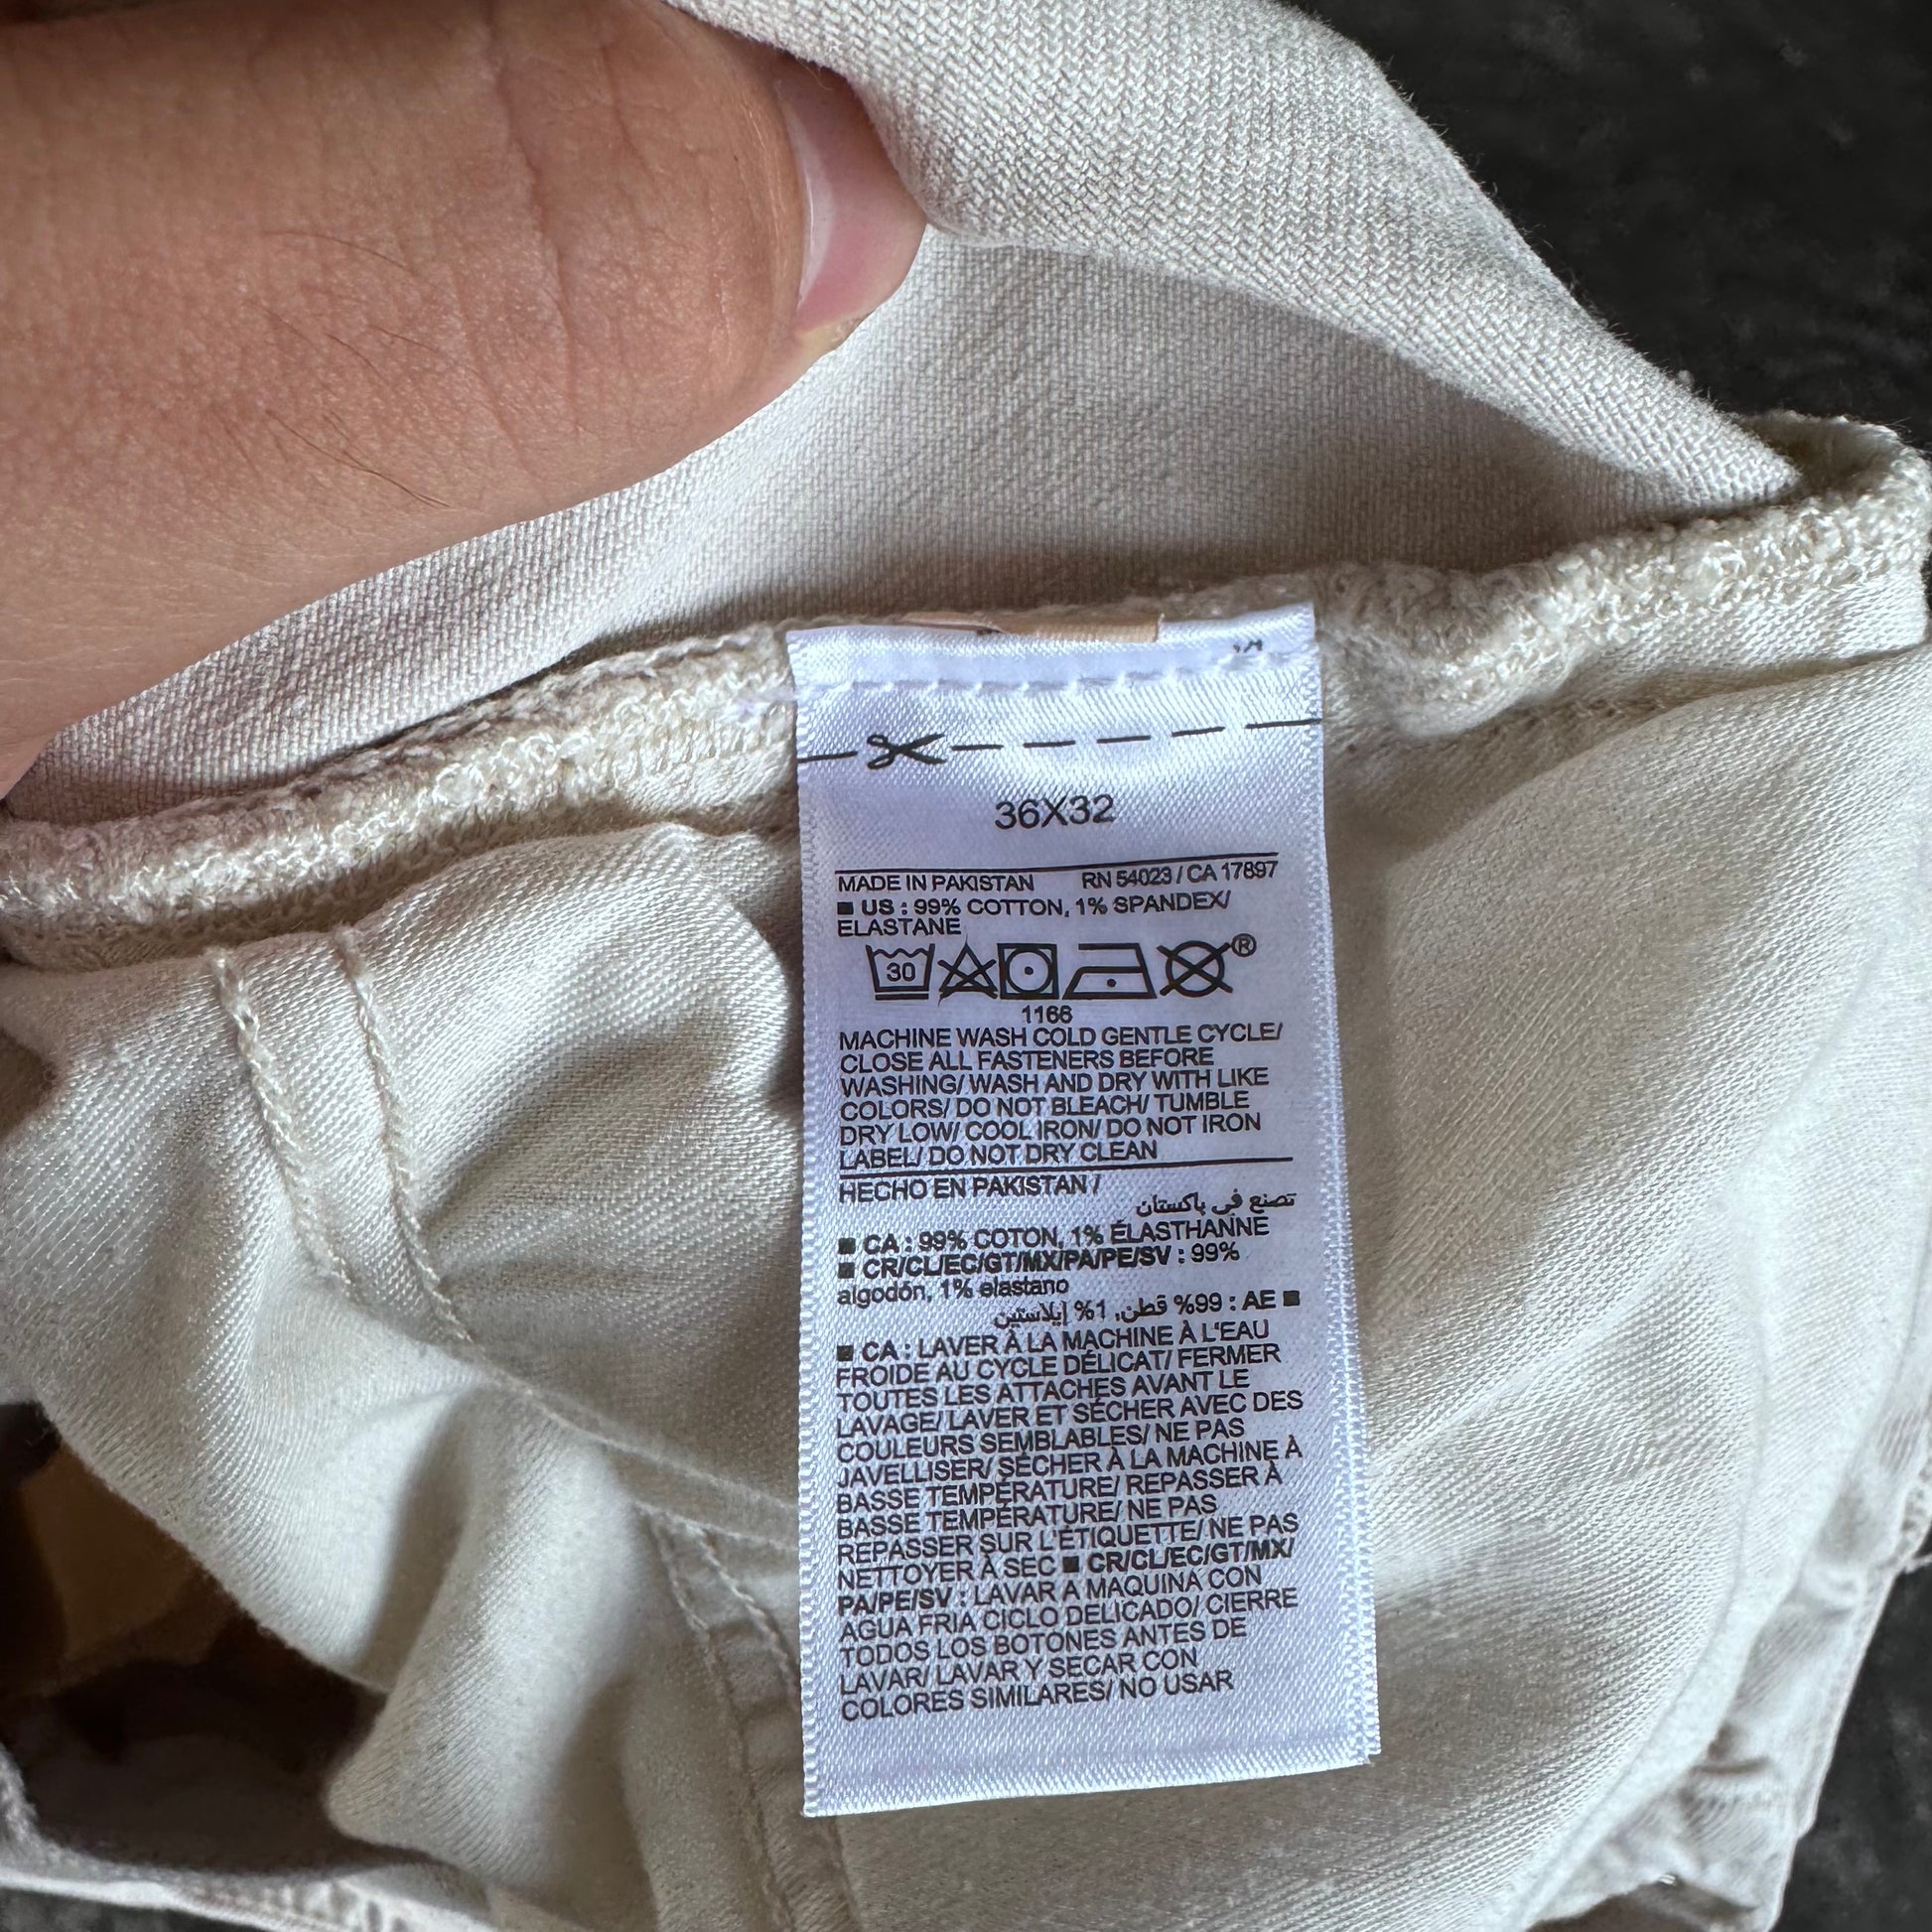 36X32
MADE IN PAKISTAN RN 54023 / CA 17897
■ US : 99% COTTON, 1% SPANDEX/
ELASTANE
30
®
1166
MACHINE WASH COLD GENTLE CYCLE/
CLOSE ALL FASTENERS BEFORE
WASHING/ WASH AND DRY WITH LIKE
COLORS/ DO NOT BLEACH/ TUMBLE
DRY LOW/ COOL IRON/ DO NOT IRON
LABEL/ DO NOT DRY CLEAN
HECHO EN PAKISTAN /
تصنع في باكستان
■ CA : 99% COTON, 1% ÉLASTHANNE
■ CR/CL/EC/GT/MX/PA/PE/SV : 99%
algodón, 1% elastano
■ AE : 99% قطن, 1% إيلاستين
■ CA : LAVER À LA MACHINE À L'EAU
FROIDE AU CYCLE DÉLICAT/ FERMER
TOUTES LES ATTACHES AVANT LE
LAVAGE/ LAVER ET SÉCHER AVEC DES
COULEURS SEMBLABLES/ NE PAS
JAVELLISER/ SÉCHER À LA MACHINE À
BASSE TEMPÉRATURE/ REPASSER À
BASSE TEMPÉRATURE/ NE PAS
REPASSER SUR L'ÉTIQUETTE/ NE PAS
NETTOYER À SEC ■ CR/CL/EC/GT/MX/
PA/PE/SV : LAVAR A MAQUINA CON
AGUA FRIA CICLO DELICADO/ CIERRE
TODOS LOS BOTONES ANTES DE
LAVAR/ LAVAR Y SECAR CON
COLORES SIMILARES/ NO USAR